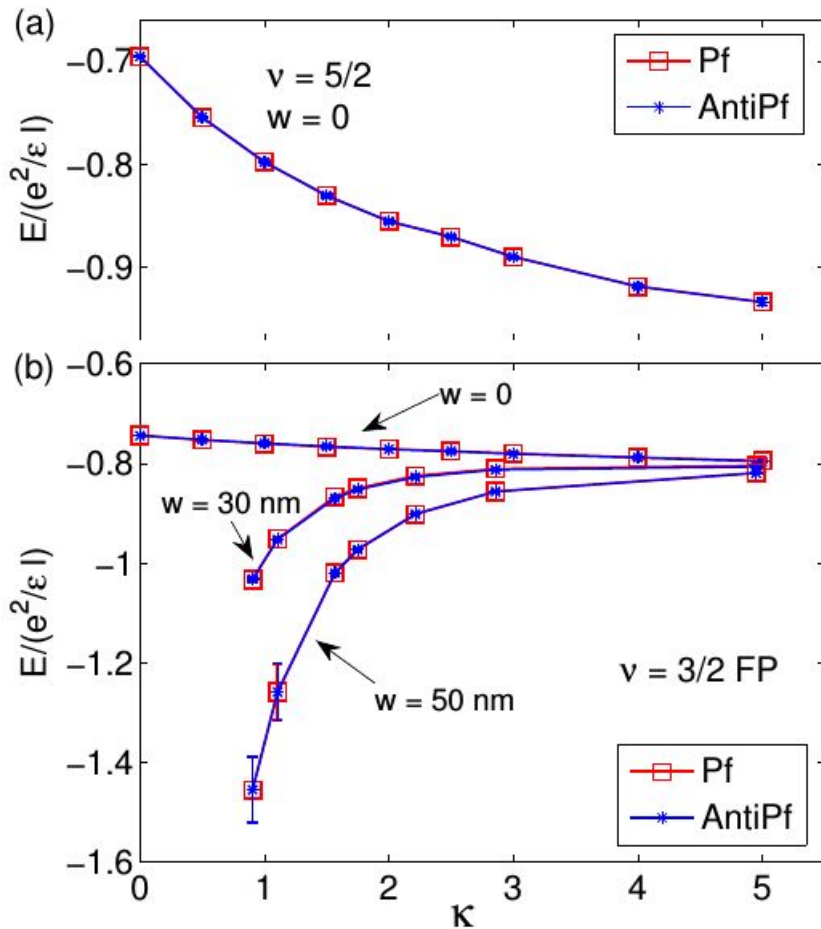 (a)
−0.7
−0.8
−0.9
E/(e²/ε l)
ν = 5/2
w = 0
Pf
AntiPf
(b)
−0.6
−0.8
−1
−1.2
−1.4
−1.6
E/(e²/ε l)
w = 0
w = 30 nm
w = 50 nm
ν = 3/2 FP
Pf
AntiPf
0 1 2 3 4 5
κ